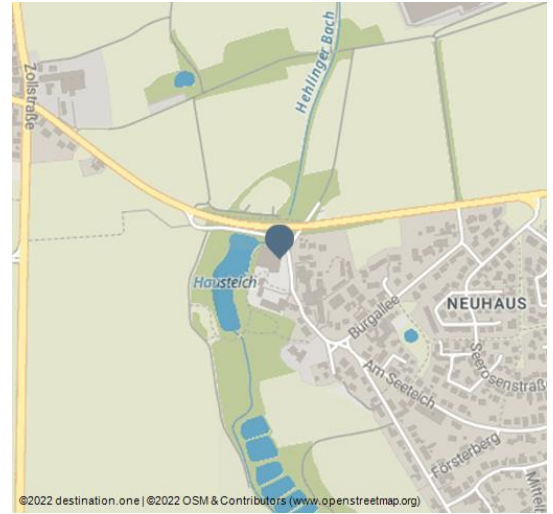 Zollstraße
Hehlinger Bach
Hausteich
NEUHAUS
Burgallee
Seerosenstraß
Am Seeteich
Försterberg
Mittelb
©2022 destination.one | ©2022 OSM & Contributors (www.openstreetmap.org)